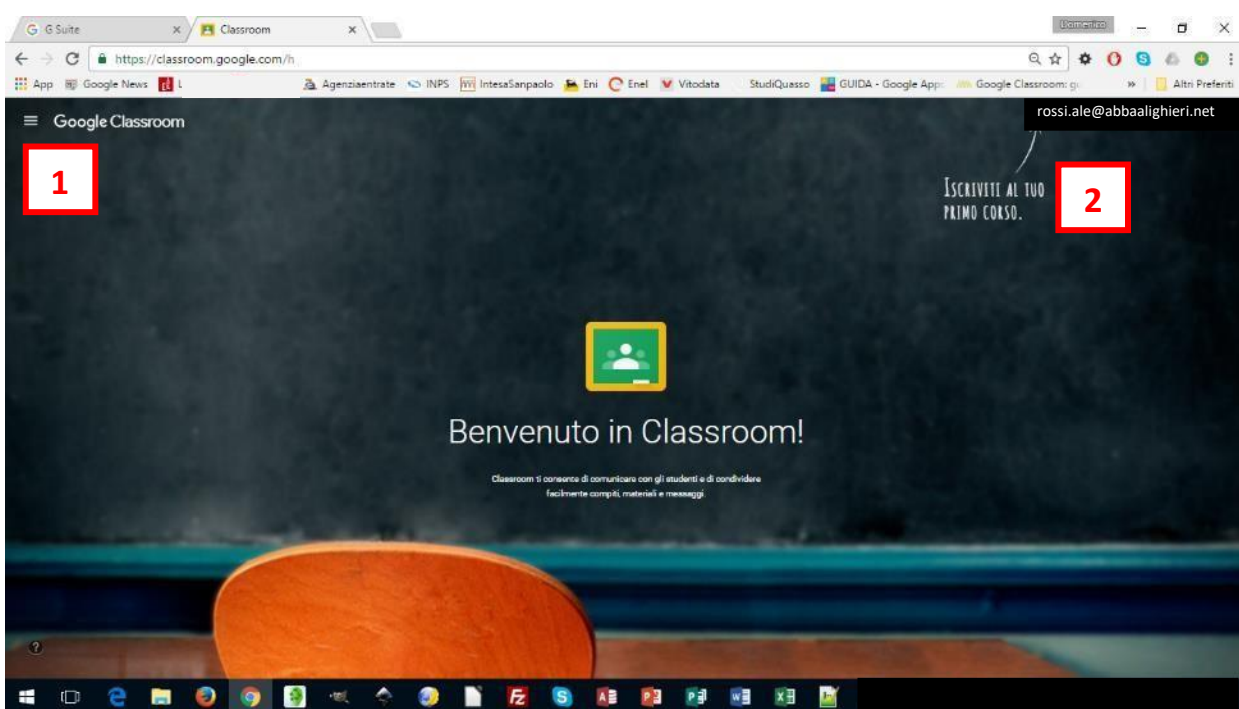 G Suite
Classroom
Domenico
https://classroom.google.com/h
App
Google News
Agenziaentrate
INPS
IntesaSanpaolo
Eni
Enel
Vitodata
StudiQuasso
GUIDA - Google App:
Google Classroom: g
»
Altri Preferiti
Google Classroom
rossi.ale@abbaalighieri.net
1
ISCRIVITI AL TUO
PRIMO CORSO.
2
Benvenuto in Classroom!
Classroom ti consente di comunicare con gli studenti e di condividere
facilmente compiti, materiali e messaggi.
?